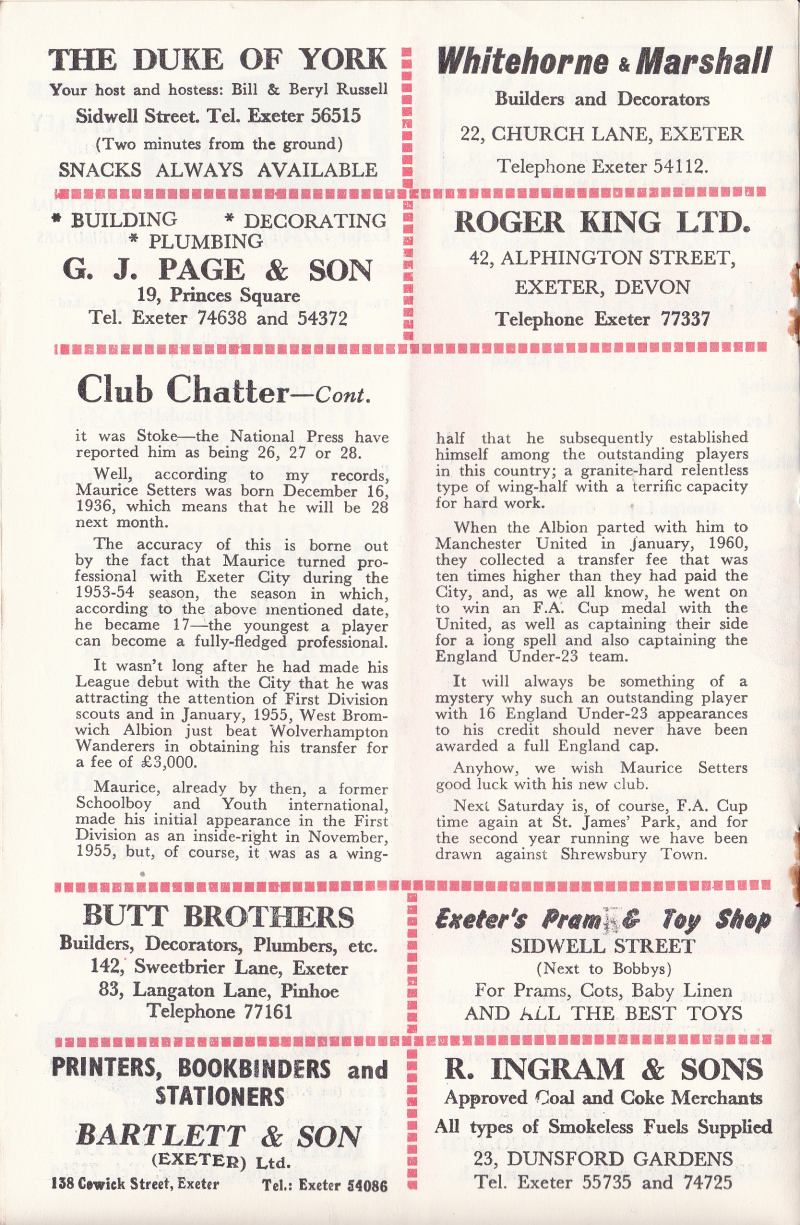 THE DUKE OF YORK
Your host and hostess: Bill & Beryl Russell
Sidwell Street. Tel. Exeter 56515
(Two minutes from the ground)
SNACKS ALWAYS AVAILABLE
Whitehorne & Marshall
Builders and Decorators
22, CHURCH LANE, EXETER
Telephone Exeter 54112.
* BUILDING * DECORATING
* PLUMBING
G. J. PAGE & SON
19, Princes Square
Tel. Exeter 74638 and 54372
ROGER KING LTD.
42, ALPHINGTON STREET,
EXETER, DEVON
Telephone Exeter 77337
Club Chatter—Cont.
it was Stoke—the National Press have
reported him as being 26, 27 or 28.
Well, according to my records,
Maurice Setters was born December 16,
1936, which means that he will be 28
next month.
The accuracy of this is borne out
by the fact that Maurice turned pro-
fessional with Exeter City during the
1953-54 season, the season in which,
according to the above mentioned date,
he became 17—the youngest a player
can become a fully-fledged professional.
It wasn't long after he had made his
League debut with the City that he was
attracting the attention of First Division
scouts and in January, 1955, West Brom-
wich Albion just beat Wolverhampton
Wanderers in obtaining his transfer for
a fee of £3,000.
Maurice, already by then, a former
Schoolboy and Youth international,
made his initial appearance in the First
Division as an inside-right in November,
1955, but, of course, it was as a wing-
half that he subsequently established
himself among the outstanding players
in this country; a granite-hard relentless
type of wing-half with a terrific capacity
for hard work.
When the Albion parted with him to
Manchester United in January, 1960,
they collected a transfer fee that was
ten times higher than they had paid the
City, and, as we all know, he went on
to win an F.A. Cup medal with the
United, as well as captaining their side
for a long spell and also captaining the
England Under-23 team.
It will always be something of a
mystery why such an outstanding player
with 16 England Under-23 appearances
to his credit should never have been
awarded a full England cap.
Anyhow, we wish Maurice Setters
good luck with his new club.
Next Saturday is, of course, F.A. Cup
time again at St. James' Park, and for
the second year running we have been
drawn against Shrewsbury Town.
BUTT BROTHERS
Builders, Decorators, Plumbers, etc.
142, Sweetbrier Lane, Exeter
83, Langaton Lane, Pinhoe
Telephone 77161
Exeter's Pram & Toy Shop
SIDWELL STREET
(Next to Bobbys)
For Prams, Cots, Baby Linen
AND ALL THE BEST TOYS
PRINTERS, BOOKBINDERS and
STATIONERS
BARTLETT & SON
(EXETER) Ltd.
138 Cowick Street, Exeter Tel.: Exeter 54086
R. INGRAM & SONS
Approved Coal and Coke Merchants
All types of Smokeless Fuels Supplied
23, DUNSFORD GARDENS
Tel. Exeter 55735 and 74725